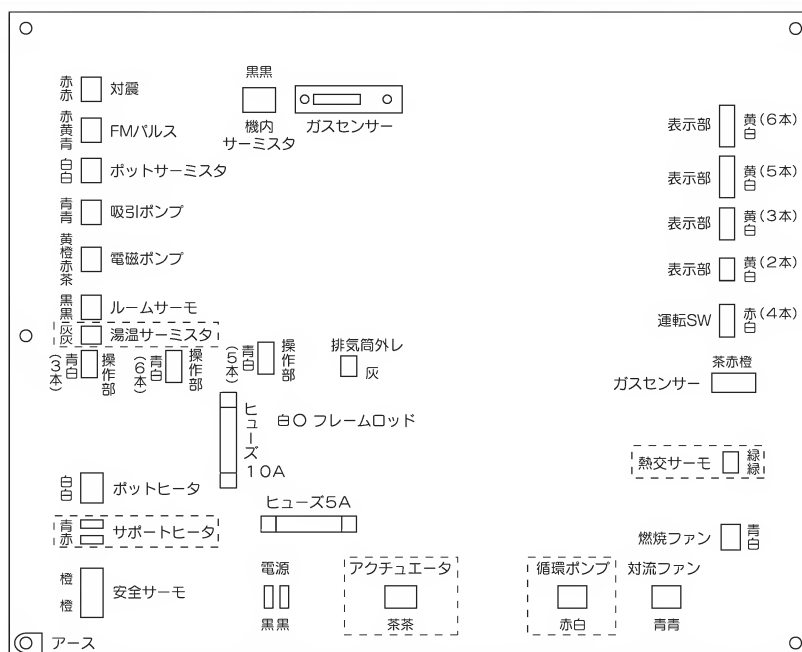 赤赤 対震
赤黄青 FMパルス
白白 ポットサーミスタ
青青 吸引ポンプ
黄橙赤茶 電磁ポンプ
黒黒 ルームサーモ
灰灰 湯温サーミスタ
黒黒
機内
サーミスタ
ガスセンサー
表示部 黄白(6本)
表示部 黄白(5本)
表示部 黄白(3本)
表示部 黄白(2本)
運転SW 赤白(4本)
(3本) 青白 操作部
(6本) 青白 操作部
(5本) 青白 操作部
排気筒外レ
灰
茶赤橙
ガスセンサー
ヒューズ
10A
白 フレームロッド
熱交サーモ 緑緑
白白 ポットヒータ
ヒューズ5A
青赤 サポートヒータ
燃焼ファン 青白
橙橙 安全サーモ
電源
黒黒
アクチュエータ
茶茶
循環ポンプ
赤白
対流ファン
青青
アース